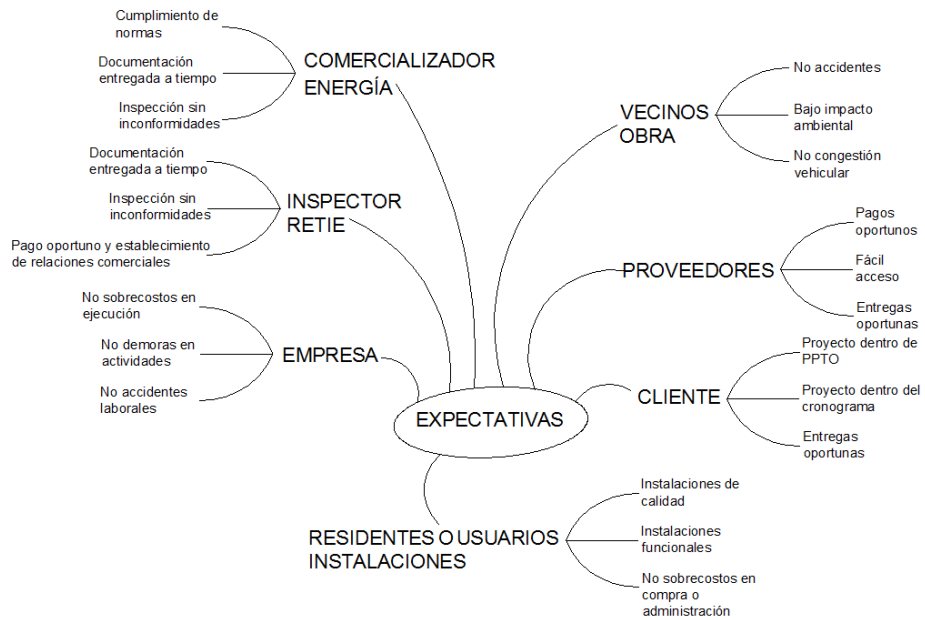 Cumplimiento de
normas
Documentación
entregada a tiempo
Inspección sin
inconformidades
COMERCIALIZADOR
ENERGÍA
Documentación
entregada a tiempo
Inspección sin
inconformidades
Pago oportuno y establecimiento
de relaciones comerciales
INSPECTOR
RETIE
No sobrecostos en
ejecución
No demoras en
actividades
No accidentes
laborales
EMPRESA
VECINOS
OBRA
No accidentes
Bajo impacto
ambiental
No congestión
vehicular
PROVEEDORES
Pagos
oportunos
Fácil
acceso
Entregas
oportunas
CLIENTE
Proyecto dentro de
PPTO
Proyecto dentro del
cronograma
Entregas
oportunas
EXPECTATIVAS
RESIDENTES O USUARIOS
INSTALACIONES
Instalaciones de
calidad
Instalaciones
funcionales
No sobrecostos en
compra o
administración